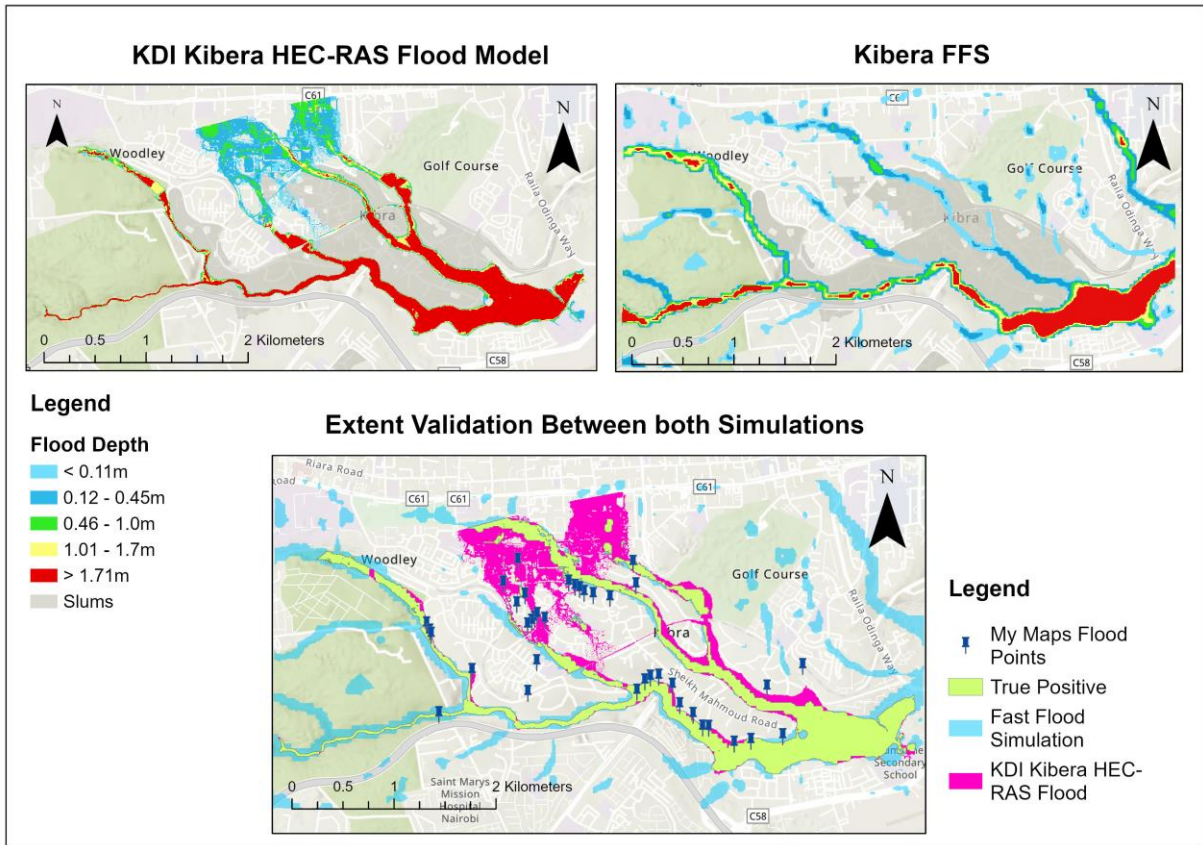 KDI Kibera HEC-RAS Flood Model
Kibera FFS
C61
N
N
Woodley
Golf Course
Kibra
Raila Odinga Way
0 0.5 1 2 Kilometers
C58
N
Woodley
Golf Course
Kibra
Raila Odinga Way
0 0.5 1 2 Kilometers
C58
Legend
Flood Depth
< 0.11m
0.12 - 0.45m
0.46 - 1.0m
1.01 - 1.7m
> 1.71m
Slums
Extent Validation Between both Simulations
Riara Road
Road
C61
C61
C61
N
Woodley
Golf Course
Raila Odinga Way
Kibra
Sheikh Mahmoud Road
Secondary
School
Saint Marys
Mission
Hospital
Nairobi
0 0.5 1 2 Kilometers
C58
Legend
My Maps Flood
Points
True Positive
Fast Flood
Simulation
KDI Kibera HEC-
RAS Flood